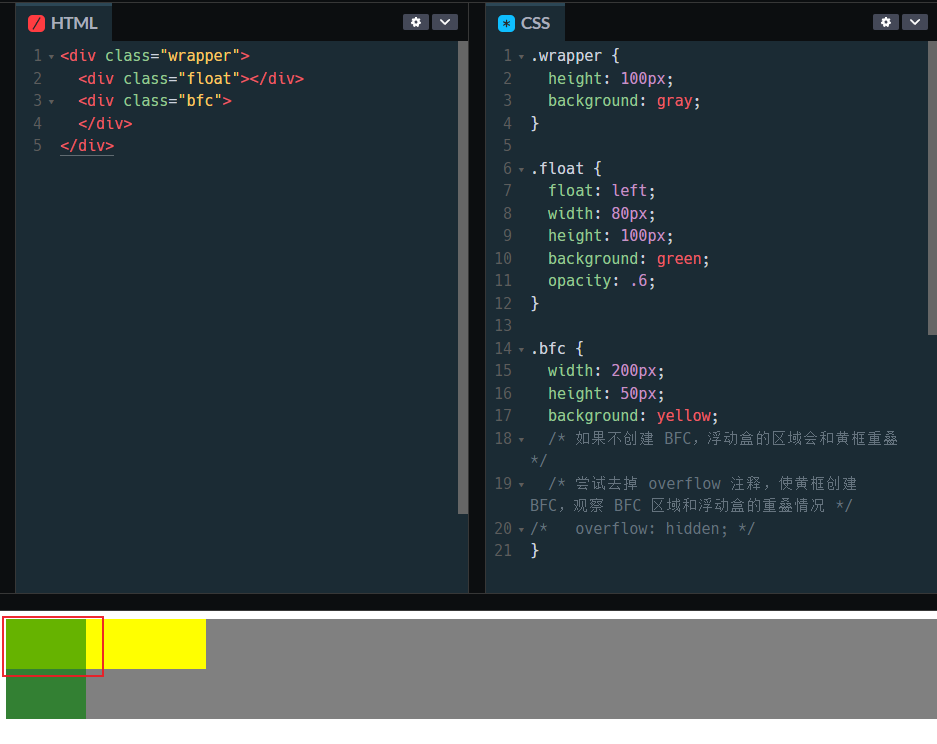 HTML
1 <div class="wrapper">
2 <div class="float"></div>
3 <div class="bfc">
4 </div>
5 </div>
CSS
1 .wrapper {
2 height: 100px;
3 background: gray;
4 }
5
6 .float {
7 float: left;
8 width: 80px;
9 height: 100px;
10 background: green;
11 opacity: .6;
12 }
13
14 .bfc {
15 width: 200px;
16 height: 50px;
17 background: yellow;
18 /* 如果不创建 BFC，浮动盒的区域会和黄框重叠
*/
19 /* 尝试去掉 overflow 注释，使黄框创建
BFC，观察 BFC 区域和浮动盒的重叠情况 */
20 /* overflow: hidden; */
21 }